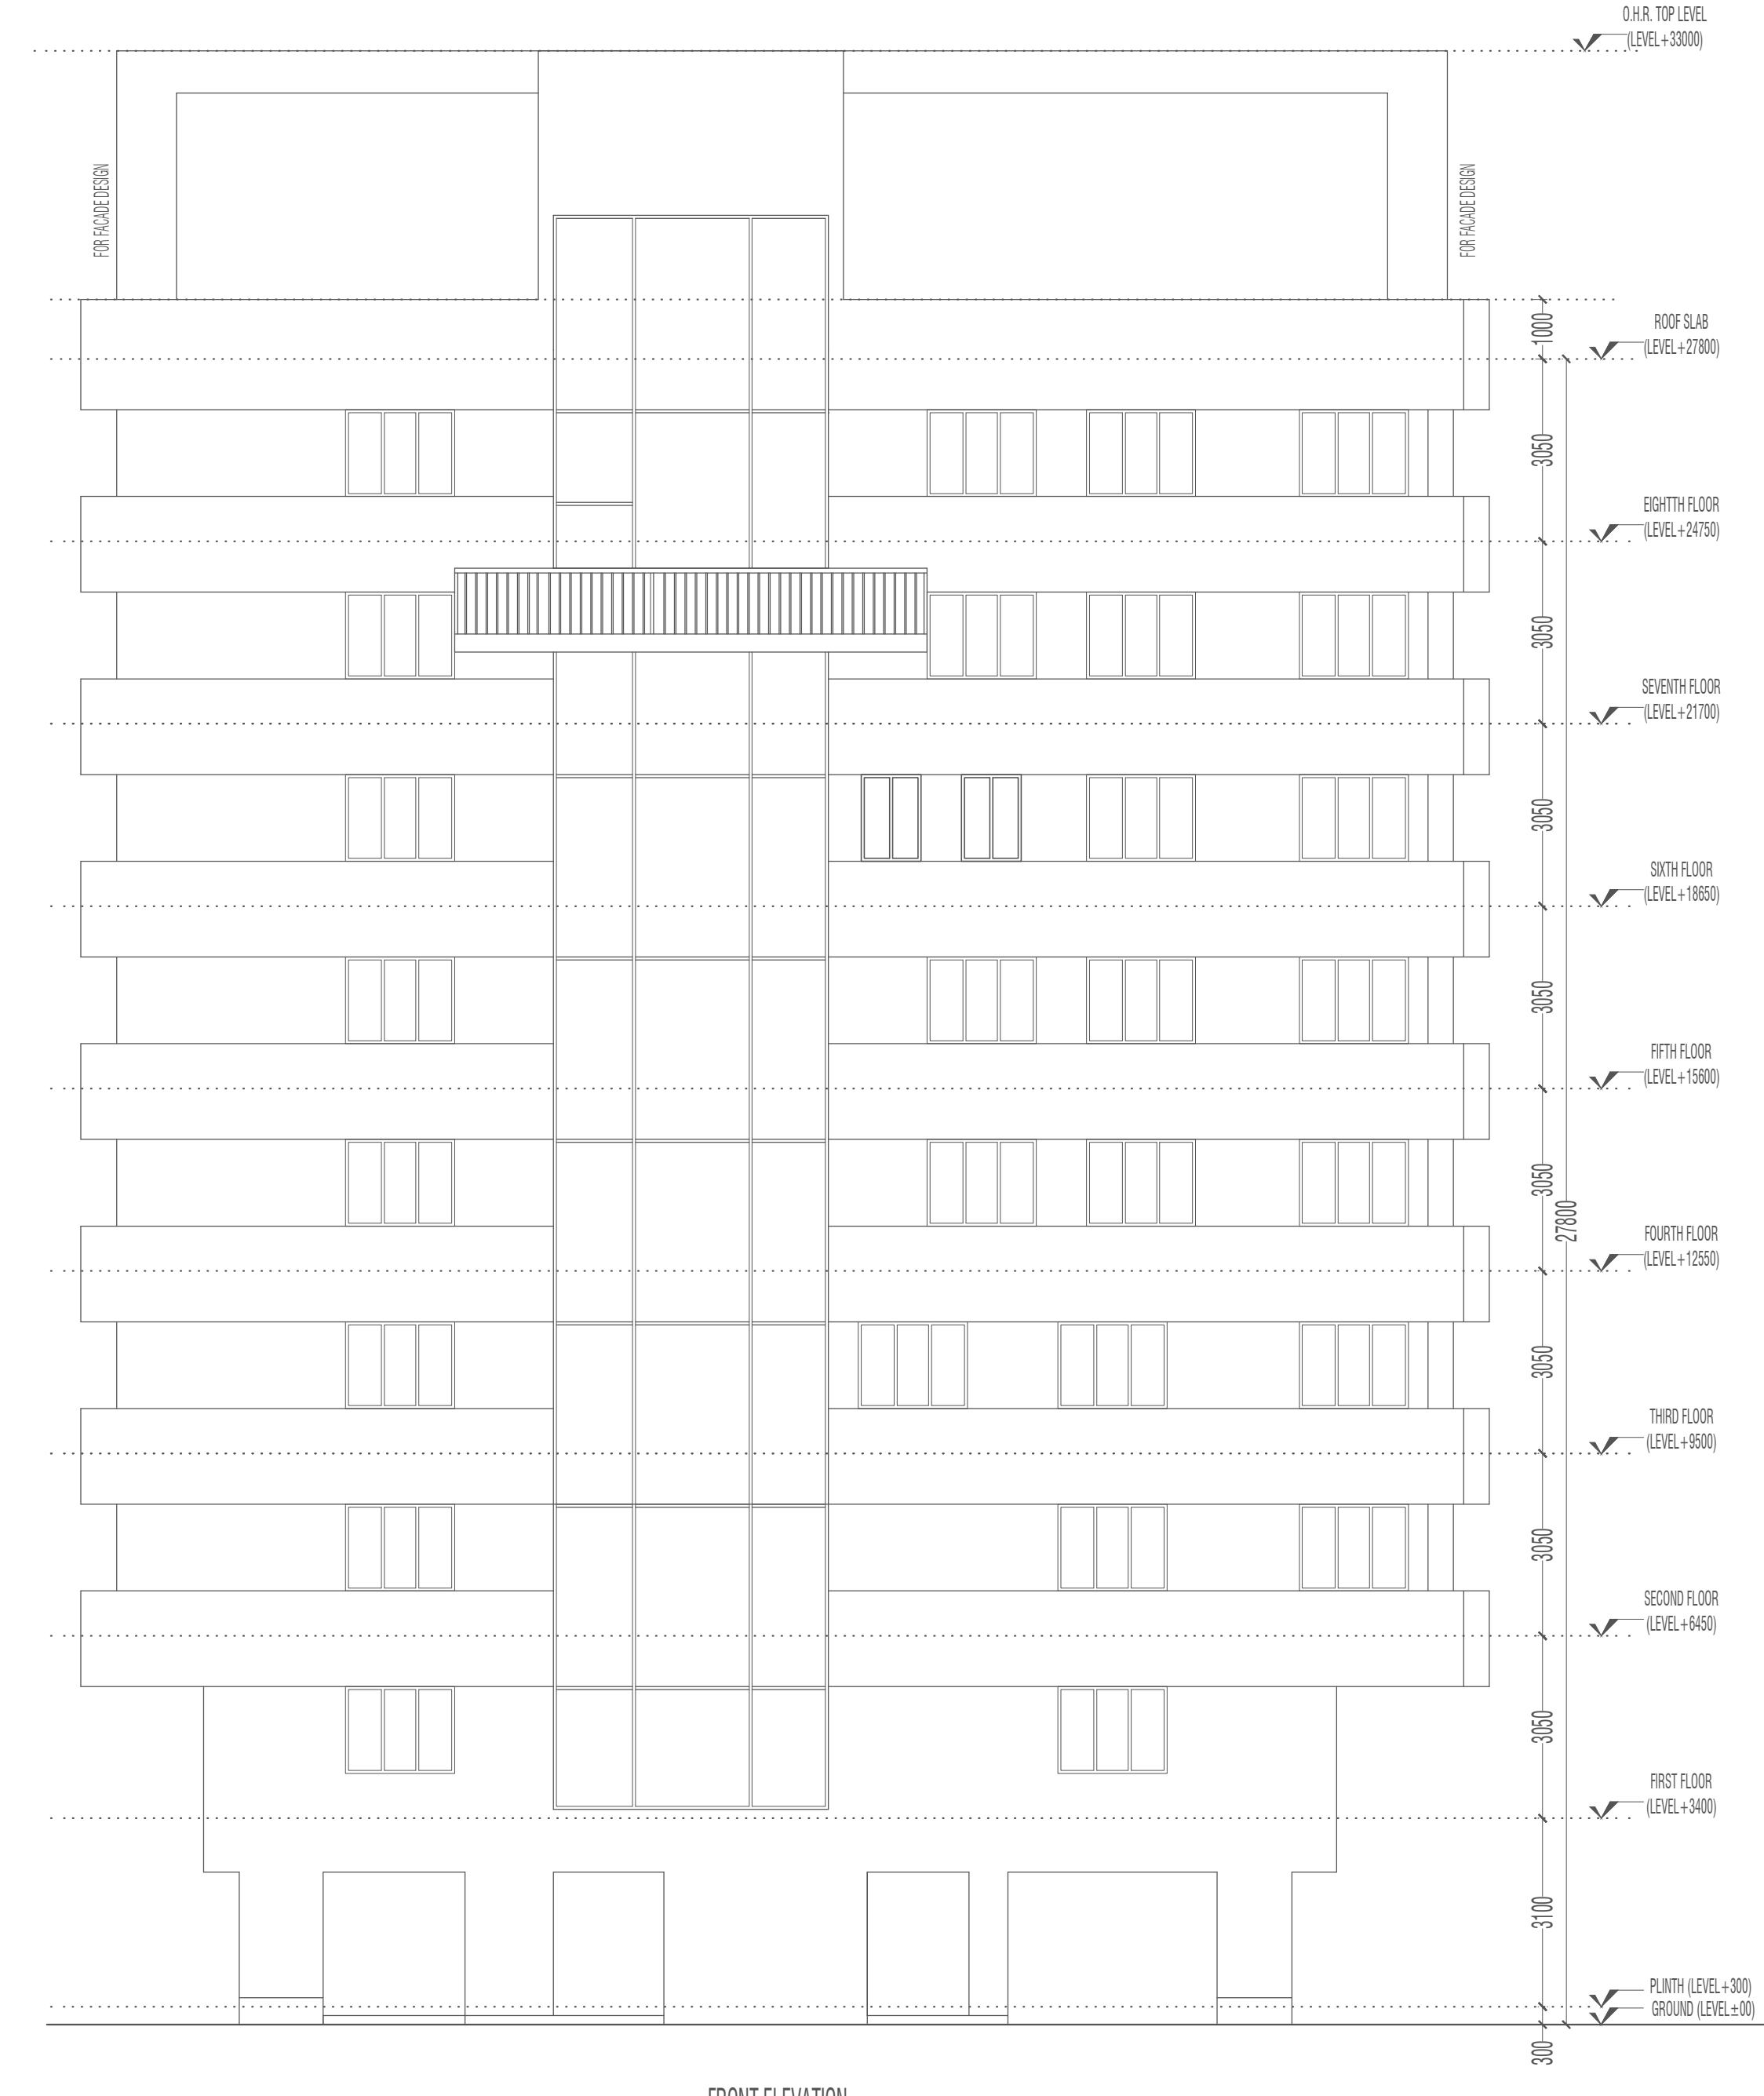 O.H.R. TOP LEVEL
(LEVEL+33000)
FOR FACADE DESIGN
FOR FACADE DESIGN
1000
ROOF SLAB
(LEVEL+27800)
3050
EIGHTTH FLOOR
(LEVEL+24750)
3050
SEVENTH FLOOR
(LEVEL+21700)
3050
SIXTH FLOOR
(LEVEL+18650)
3050
FIFTH FLOOR
(LEVEL+15600)
3050
27800
FOURTH FLOOR
(LEVEL+12550)
3050
THIRD FLOOR
(LEVEL+9500)
3050
SECOND FLOOR
(LEVEL+6450)
3050
FIRST FLOOR
(LEVEL+3400)
3100
PLINTH (LEVEL+300)
GROUND (LEVEL±00)
300
FRONT ELEVATION